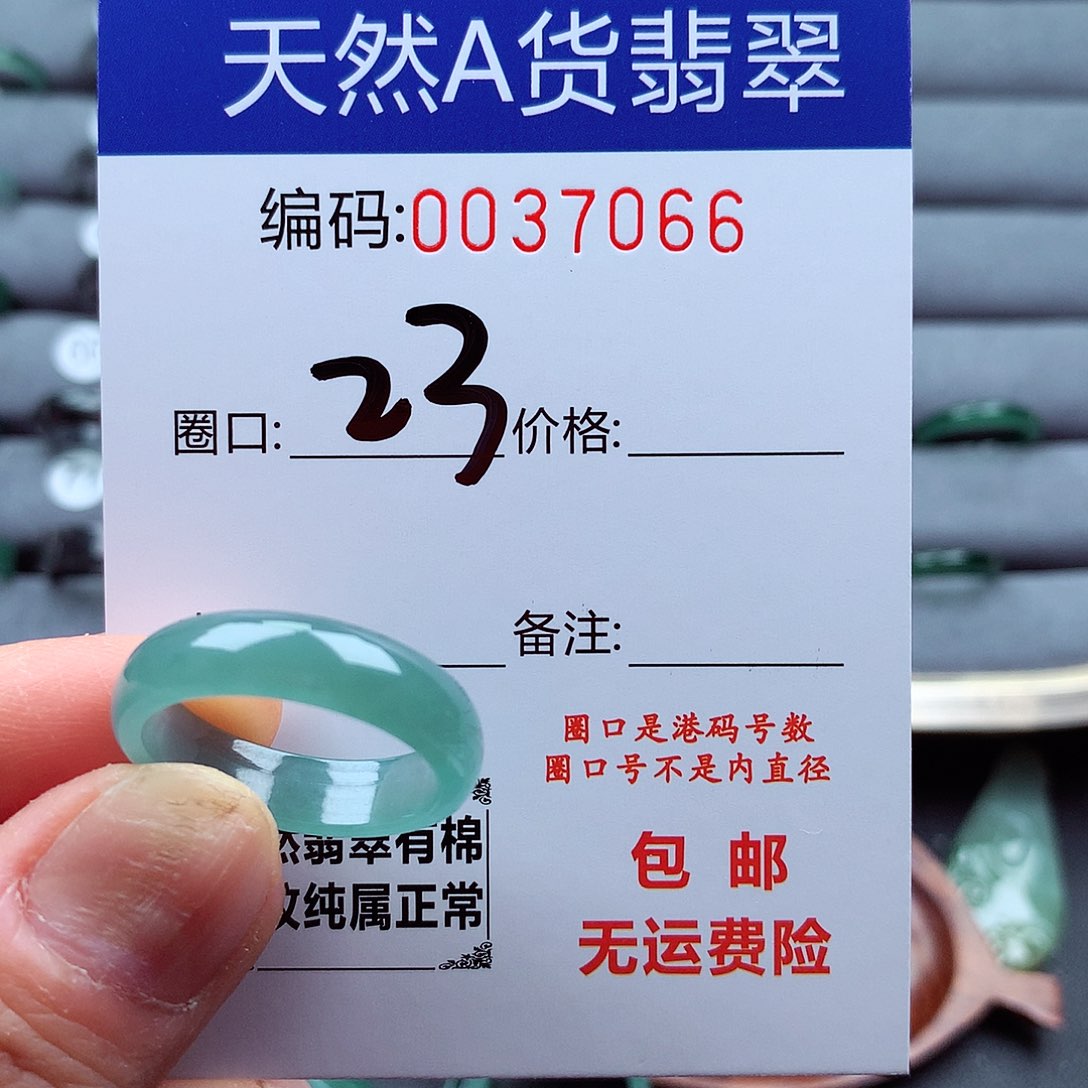 天然A货翡翠
编码:0037066
圈口: 23 价格:
备注:
圈口是港码号数
圈口号不是内直径
然翡翠有棉
纹纯属正常
包 邮
无运费险